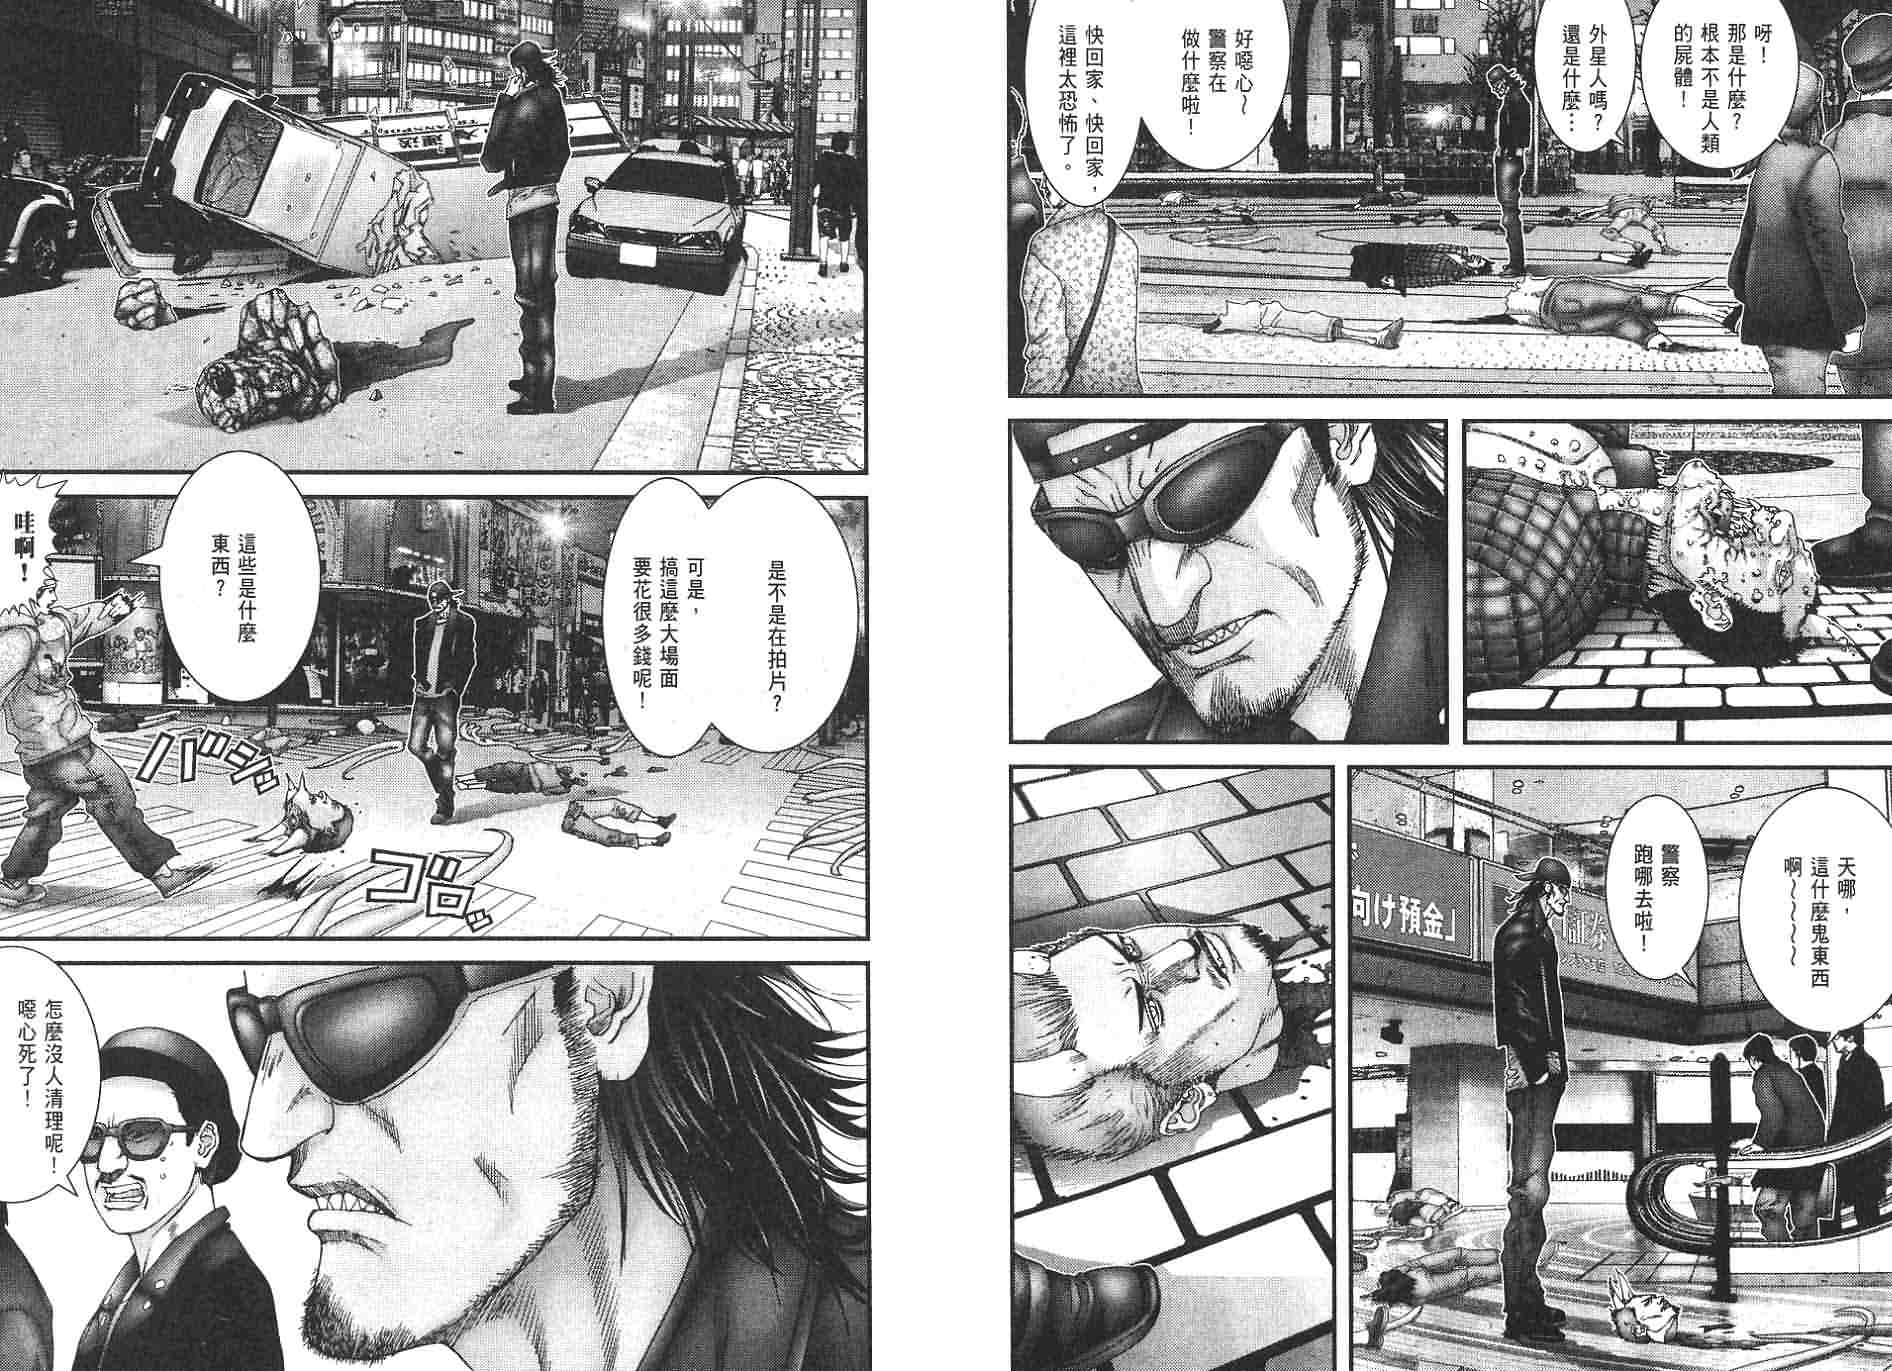 呀！
那是什麼？
根本不是人類
的屍體！
外星人嗎？
還是什麼…
好噁心～
警察在
做什麼啦！
快回家、快回家，
這裡太恐怖了。
天哪，
這什麼鬼東西
啊～～～～～
警察
跑哪去啦！
向け預金」
証券
是不是在拍片？
可是，
搞這麼大場面
要花很多錢呢！
這些是什麼
東西？
哇啊！
バシッ
ゴロッ
怎麼沒人清理呢！
噁心死了！